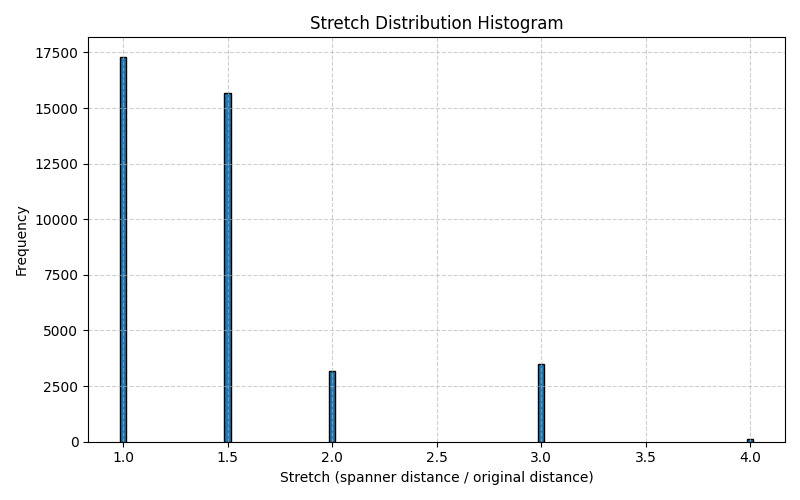 Stretch Distribution Histogram
17500
15000
12500
10000
7500
5000
2500
0
Frequency
1.0 1.5 2.0 2.5 3.0 3.5 4.0
Stretch (spanner distance / original distance)